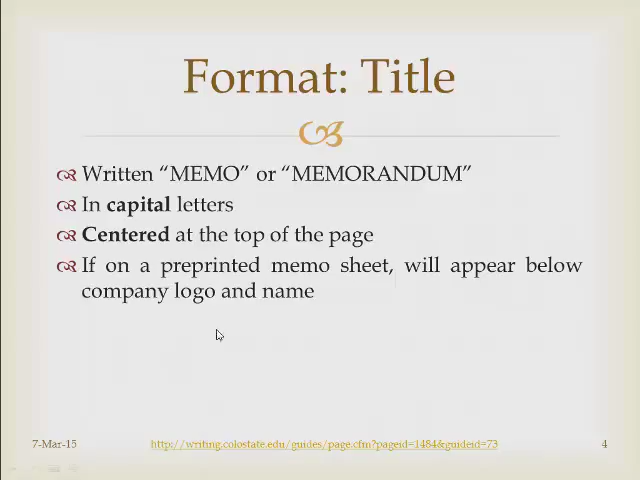 Format: Title
Written “MEMO” or “MEMORANDUM”
In capital letters
Centered at the top of the page
If on a preprinted memo sheet, will appear below
company logo and name
7-Mar-15
http://writing.colostate.edu/guides/page.cfm?pageid=1484&guideid=73
4